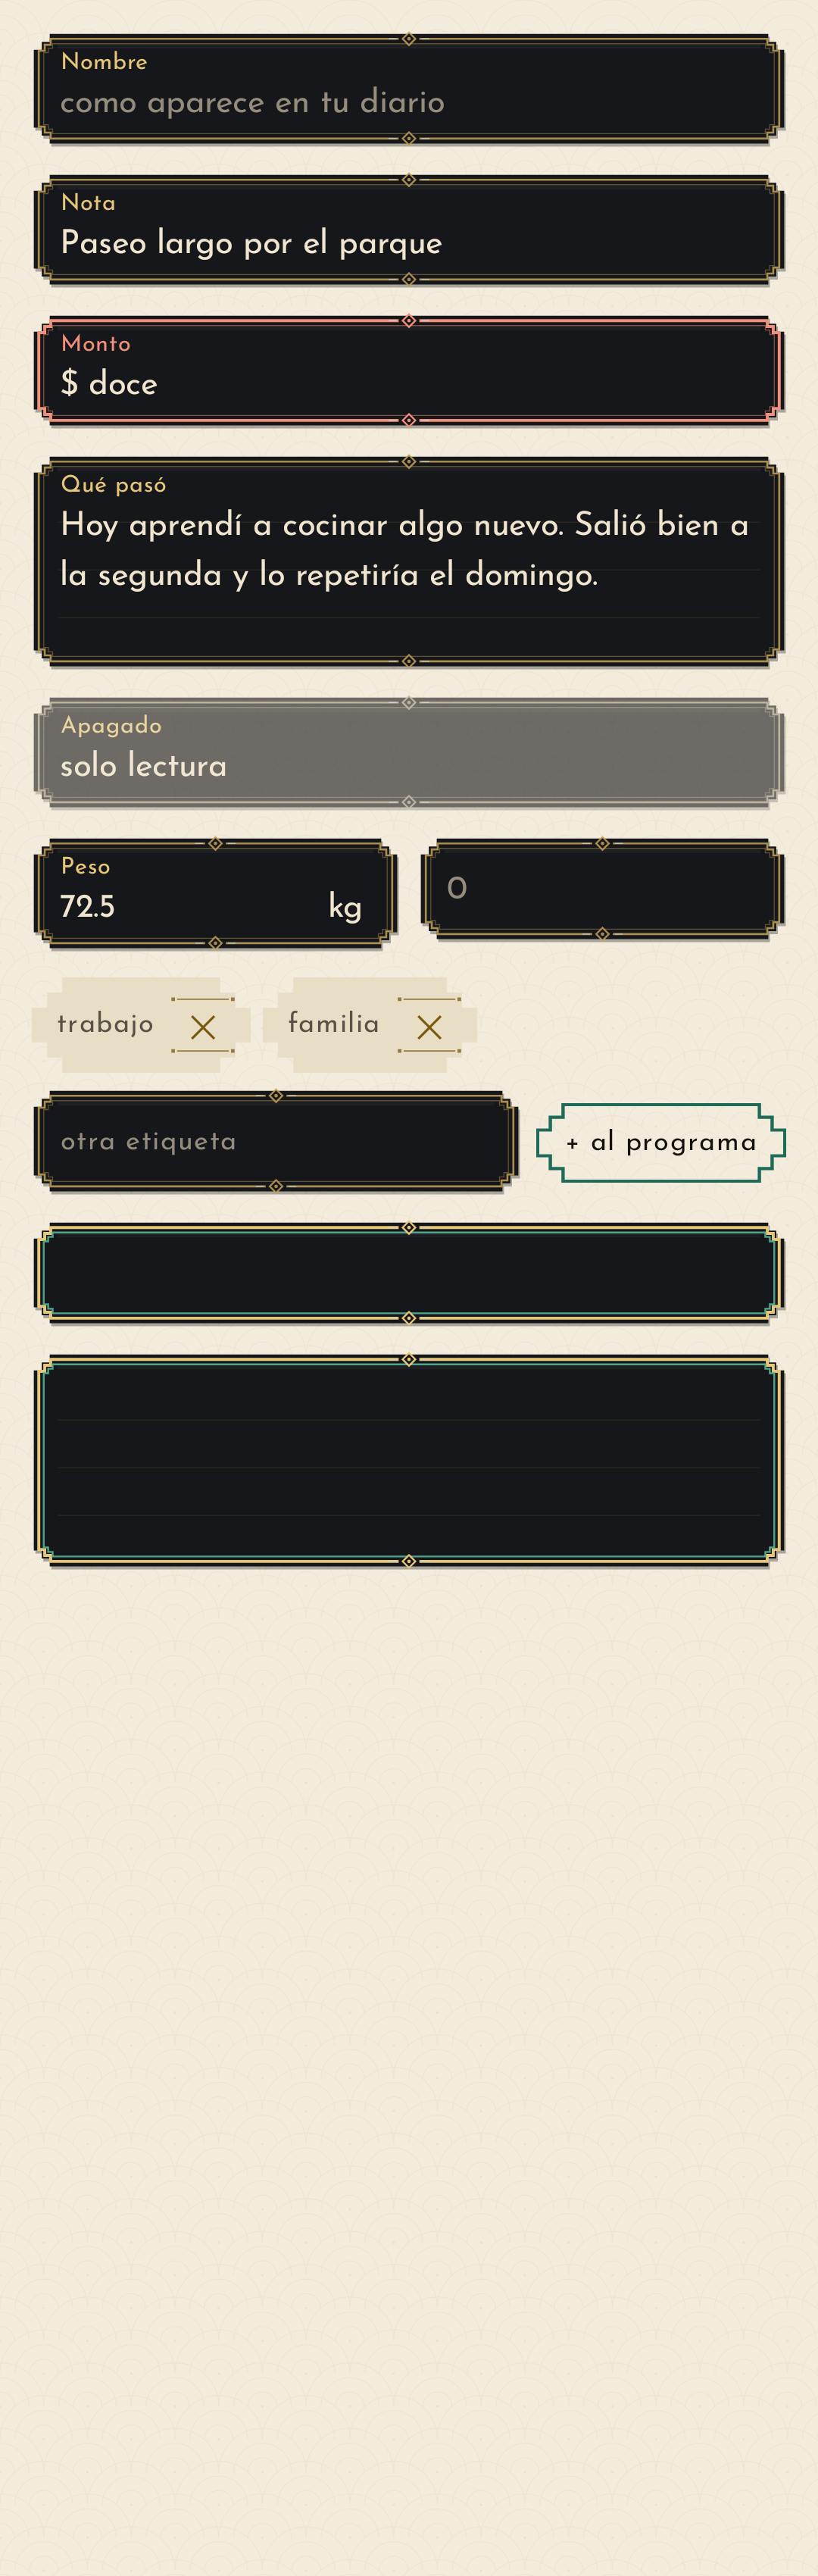 Nombre
como aparece en tu diario
Nota
Paseo largo por el parque
Monto
$ doce
Qué pasó
Hoy aprendí a cocinar algo nuevo. Salió bien a
la segunda y lo repetiría el domingo.
Apagado
solo lectura
Peso
72.5 kg
0
trabajo
familia
otra etiqueta
+ al programa